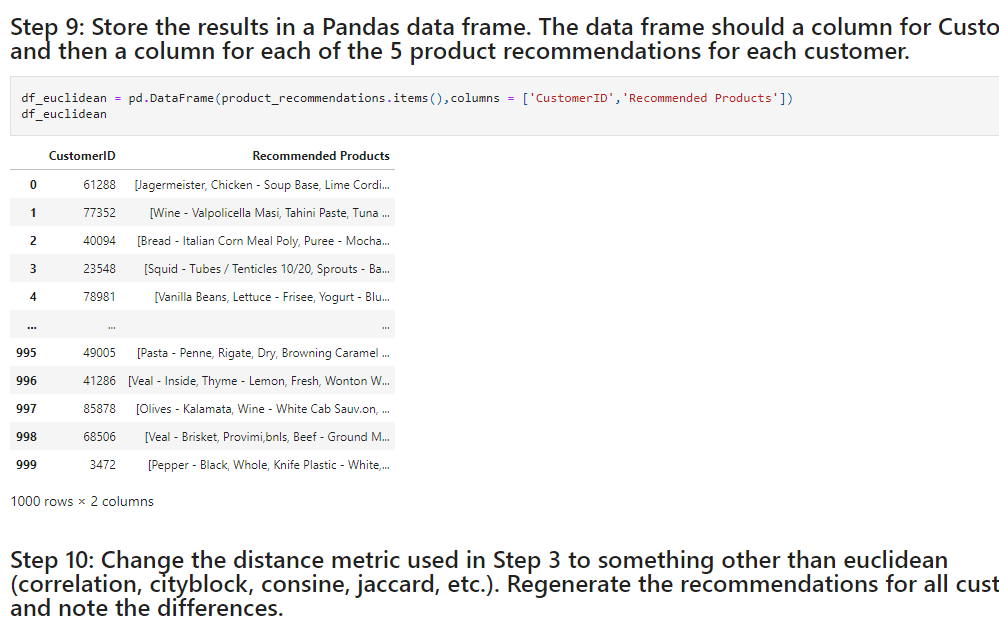 Step 9: Store the results in a Pandas data frame. The data frame should a column for Custo
and then a column for each of the 5 product recommendations for each customer.
df_euclidean = pd.DataFrame(product_recommendations.items(),columns = ['CustomerID','Recommended Products'])
df_euclidean
CustomerID Recommended Products
0 61288 [Jagermeister, Chicken - Soup Base, Lime Cordi...
1 77352 [Wine - Valpolicella Masi, Tahini Paste, Tuna ...
2 40094 [Bread - Italian Corn Meal Poly, Puree - Mocha...
3 23548 [Squid - Tubes / Tenticles 10/20, Sprouts - Ba...
4 78981 [Vanilla Beans, Lettuce - Frisee, Yogurt - Blu...
... ... ...
995 49005 [Pasta - Penne, Rigate, Dry, Browning Caramel ...
996 41286 [Veal - Inside, Thyme - Lemon, Fresh, Wonton W...
997 85878 [Olives - Kalamata, Wine - White Cab Sauv.on, ...
998 68506 [Veal - Brisket, Provimi,bnls, Beef - Ground M...
999 3472 [Pepper - Black, Whole, Knife Plastic - White,...
1000 rows × 2 columns
Step 10: Change the distance metric used in Step 3 to something other than euclidean
(correlation, cityblock, consine, jaccard, etc.). Regenerate the recommendations for all cust
and note the differences.